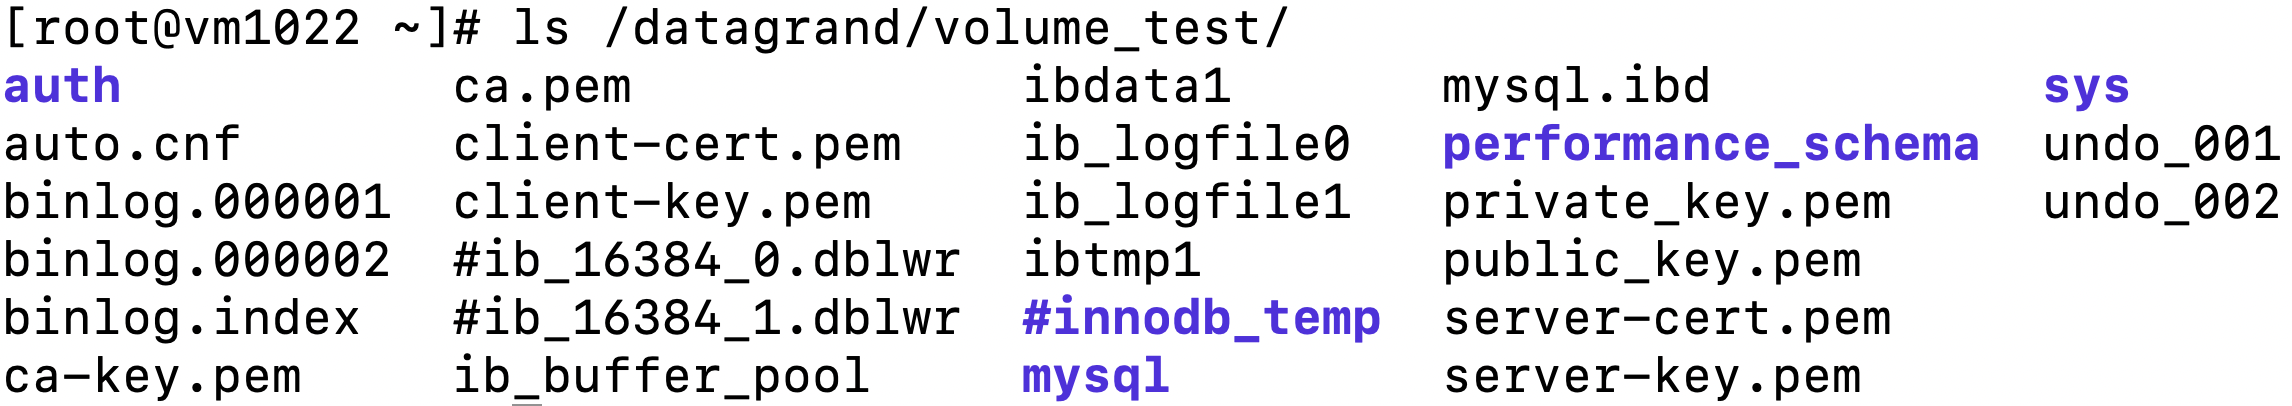 [root@vm1022 ~]# ls /datagrand/volume_test/
auth ca.pem ibdata1 mysql.ibd sys
auto.cnf client-cert.pem ib_logfile0 performance_schema undo_001
binlog.000001 client-key.pem ib_logfile1 private_key.pem undo_002
binlog.000002 #ib_16384_0.dblwr ibtmp1 public_key.pem
binlog.index #ib_16384_1.dblwr #innodb_temp server-cert.pem
ca-key.pem ib_buffer_pool mysql server-key.pem